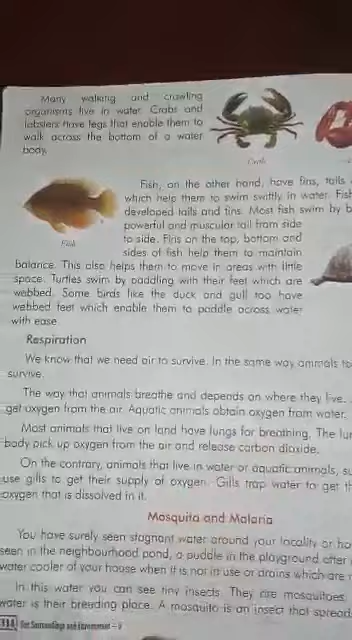 Many walking and crawling
organisms live in water. Crabs and
lobsters have legs that enable them to
walk across the bottom of a water
body.
Crab
Fish, on the other hand, have fins, tails
which help them to swim swiftly in water. Fish
developed tails and fins. Most fish swim by
powerful and muscular tail from side
to side. Fins on the top, bottom and
Fish
sides of fish help them to maintain
balance. This also helps them to move in areas with little
space. Turtles swim by paddling with their feet which are
webbed. Some birds like the duck and gull too have
webbed feet which enable them to paddle across water
with ease.
Respiration
We know that we need air to survive. In the same way animals
survive.
The way that animals breathe and depends on where they live.
get oxygen from the air. Aquatic animals obtain oxygen from water.
Most animals that live on land have lungs for breathing. The
body pick up oxygen from the air and release carbon dioxide.
On the contrary, animals that live in water or aquatic animals,
use gills to get their supply of oxygen. Gills trap water to get
oxygen that is dissolved in it.
Mosquito and Malaria
You have surely seen stagnant water around your locality or
seen in the neighbourhood pond, a puddle in the playground after
water cooler of your house when it is not in use or drains which are
In this water you can see tiny insects. They are mosquitoes.
water is their breeding place. A mosquito is an insect that
114 Our Surroundings and Environment – 5